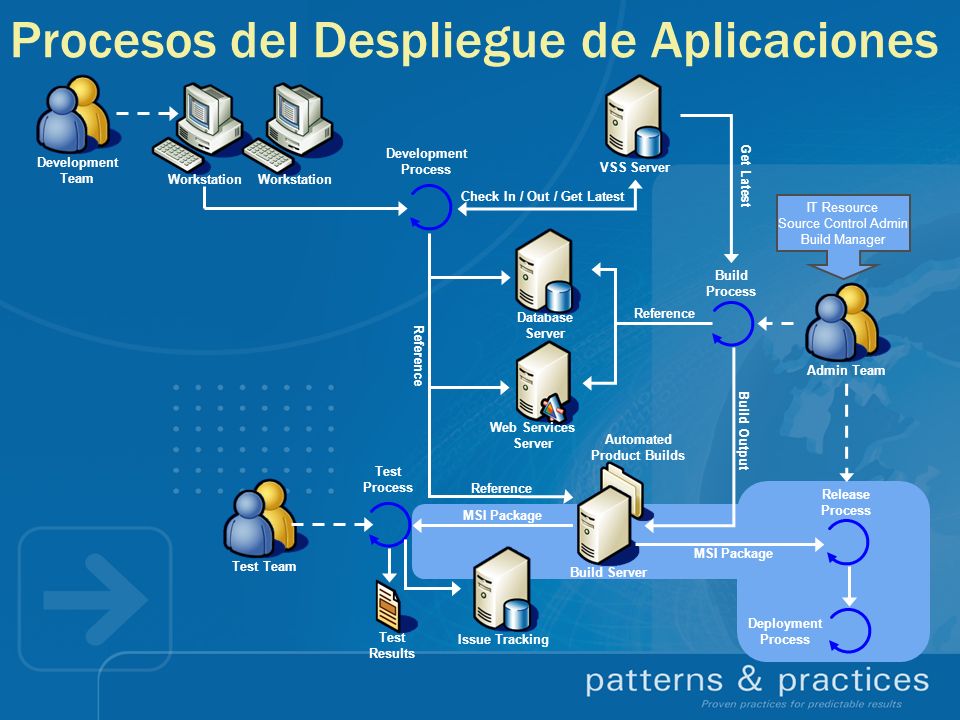 Procesos del Despliegue de Aplicaciones
Development
Team
Workstation
Workstation
Development
Process
Check In / Out / Get Latest
VSS Server
Get Latest
IT Resource
Source Control Admin
Build Manager
Build
Process
Database
Server
Reference
Reference
Admin Team
Web Services
Server
Build Output
Automated
Product Builds
Test
Process
Reference
Release
Process
MSI Package
MSI Package
Test Team
Build Server
Deployment
Process
Test
Results
Issue Tracking
patterns & practices
Proven practices for predictable results